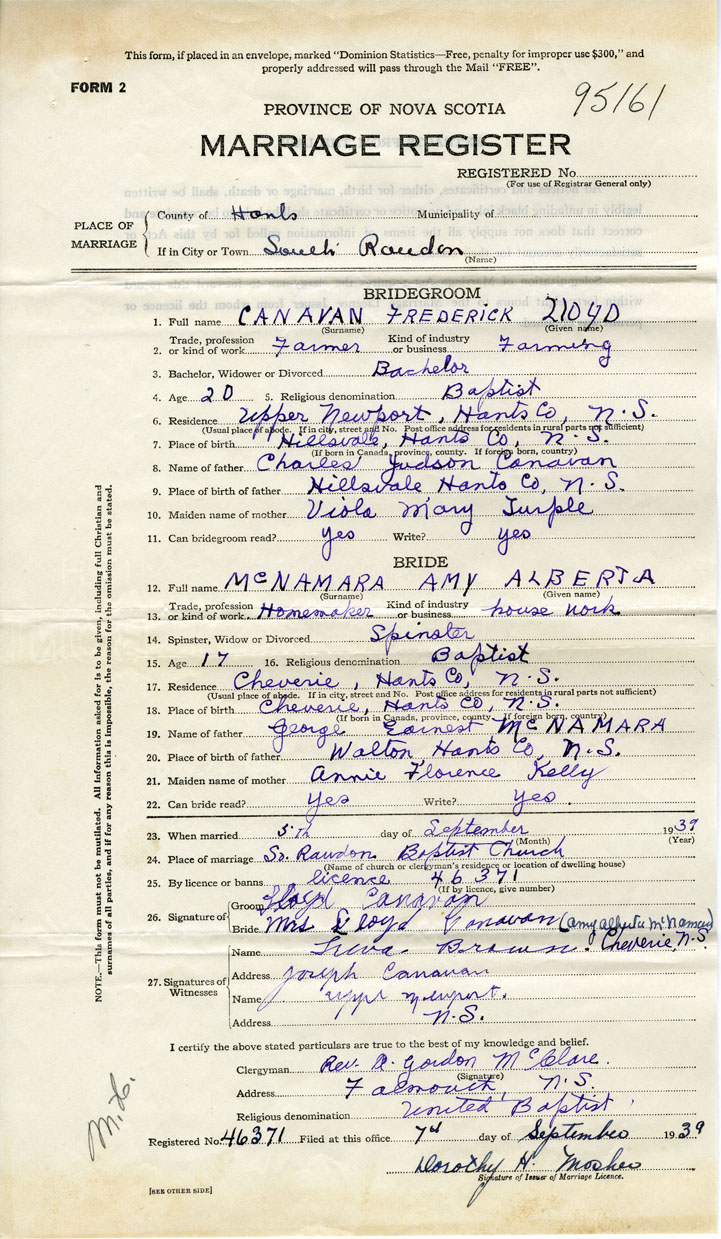 This form, if placed in an envelope, marked "Dominion Statistics—Free, penalty for improper use $300," and
properly addressed will pass through the Mail "FREE".
FORM 2
95161
PROVINCE OF NOVA SCOTIA
MARRIAGE REGISTER
REGISTERED No.
(For use of Registrar General only)
PLACE OF MARRIAGE
County of Hants Municipality of
If in City or Town South Rawdon
(Name)
BRIDEGROOM
1. Full name CANAVAN FREDERICK LLOYD
(Surname) (Given name)
2. Trade, profession or kind of work Farmer Kind of industry or business Farming
3. Bachelor, Widower or Divorced Bachelor
4. Age 20 5. Religious denomination Baptist
6. Residence Upper Newport, Hants Co, N.S.
(Usual place of abode. If in city, street and No. Post office address for residents in rural parts not sufficient)
7. Place of birth Hillsvale, Hants Co, N.S.
(If born in Canada, province, county. If foreign born, country)
8. Name of father Charles Judson Canavan
9. Place of birth of father Hillsvale Hants Co, N.S.
10. Maiden name of mother Viola Mary Turple
11. Can bridegroom read? yes Write? yes
BRIDE
12. Full name McNAMARA AMY ALBERTA
(Surname) (Given name)
13. Trade, profession or kind of work Homemaker Kind of industry or business house work
14. Spinster, Widow or Divorced Spinster
15. Age 17 16. Religious denomination Baptist
17. Residence Cheverie, Hants Co, N.S.
(Usual place of abode. If in city, street and No. Post office address for residents in rural parts not sufficient)
18. Place of birth Cheverie, Hants Co, N.S.
(If born in Canada, province, county If foreign born, country)
19. Name of father George Earnest McNAMARA
20. Place of birth of father Walton Hants Co, N.S.
21. Maiden name of mother Annie Florence Kelly
22. Can bride read? yes Write? yes.
23. When married 5th day of September 1939
(Month) (Year)
24. Place of marriage So. Rawdon Baptist Church
(Name of church or clergyman's residence or location of dwelling house)
25. By licence or banns licence 46371
(If by licence, give number)
26. Signature of Groom Lloyd Canavan
Bride Mrs Lloyd Canavan (Amy Alberta McNamara)
27. Signatures of Witnesses
Name Brown. Cheverie, N.S.
Address Joseph Canavan
Name Newport.
Address N.S.
I certify the above stated particulars are to the best of my knowledge and belief.
Clergyman Rev. Gordon McClare.
(Signature)
Address Falmouth N.S.
Religious denomination United Baptist
Registered No. 46371 Filed at this office 7th day of September 1939
Dorothy H. Mosher
Signature of Issuer of Marriage Licence.
[SEE OTHER SIDE]
NOTE.—This form must not be mutilated. All information asked for is to be given, including full Christian and
surnames of all parties, and if for any reason this is impossible, the reason for the omission must be stated.